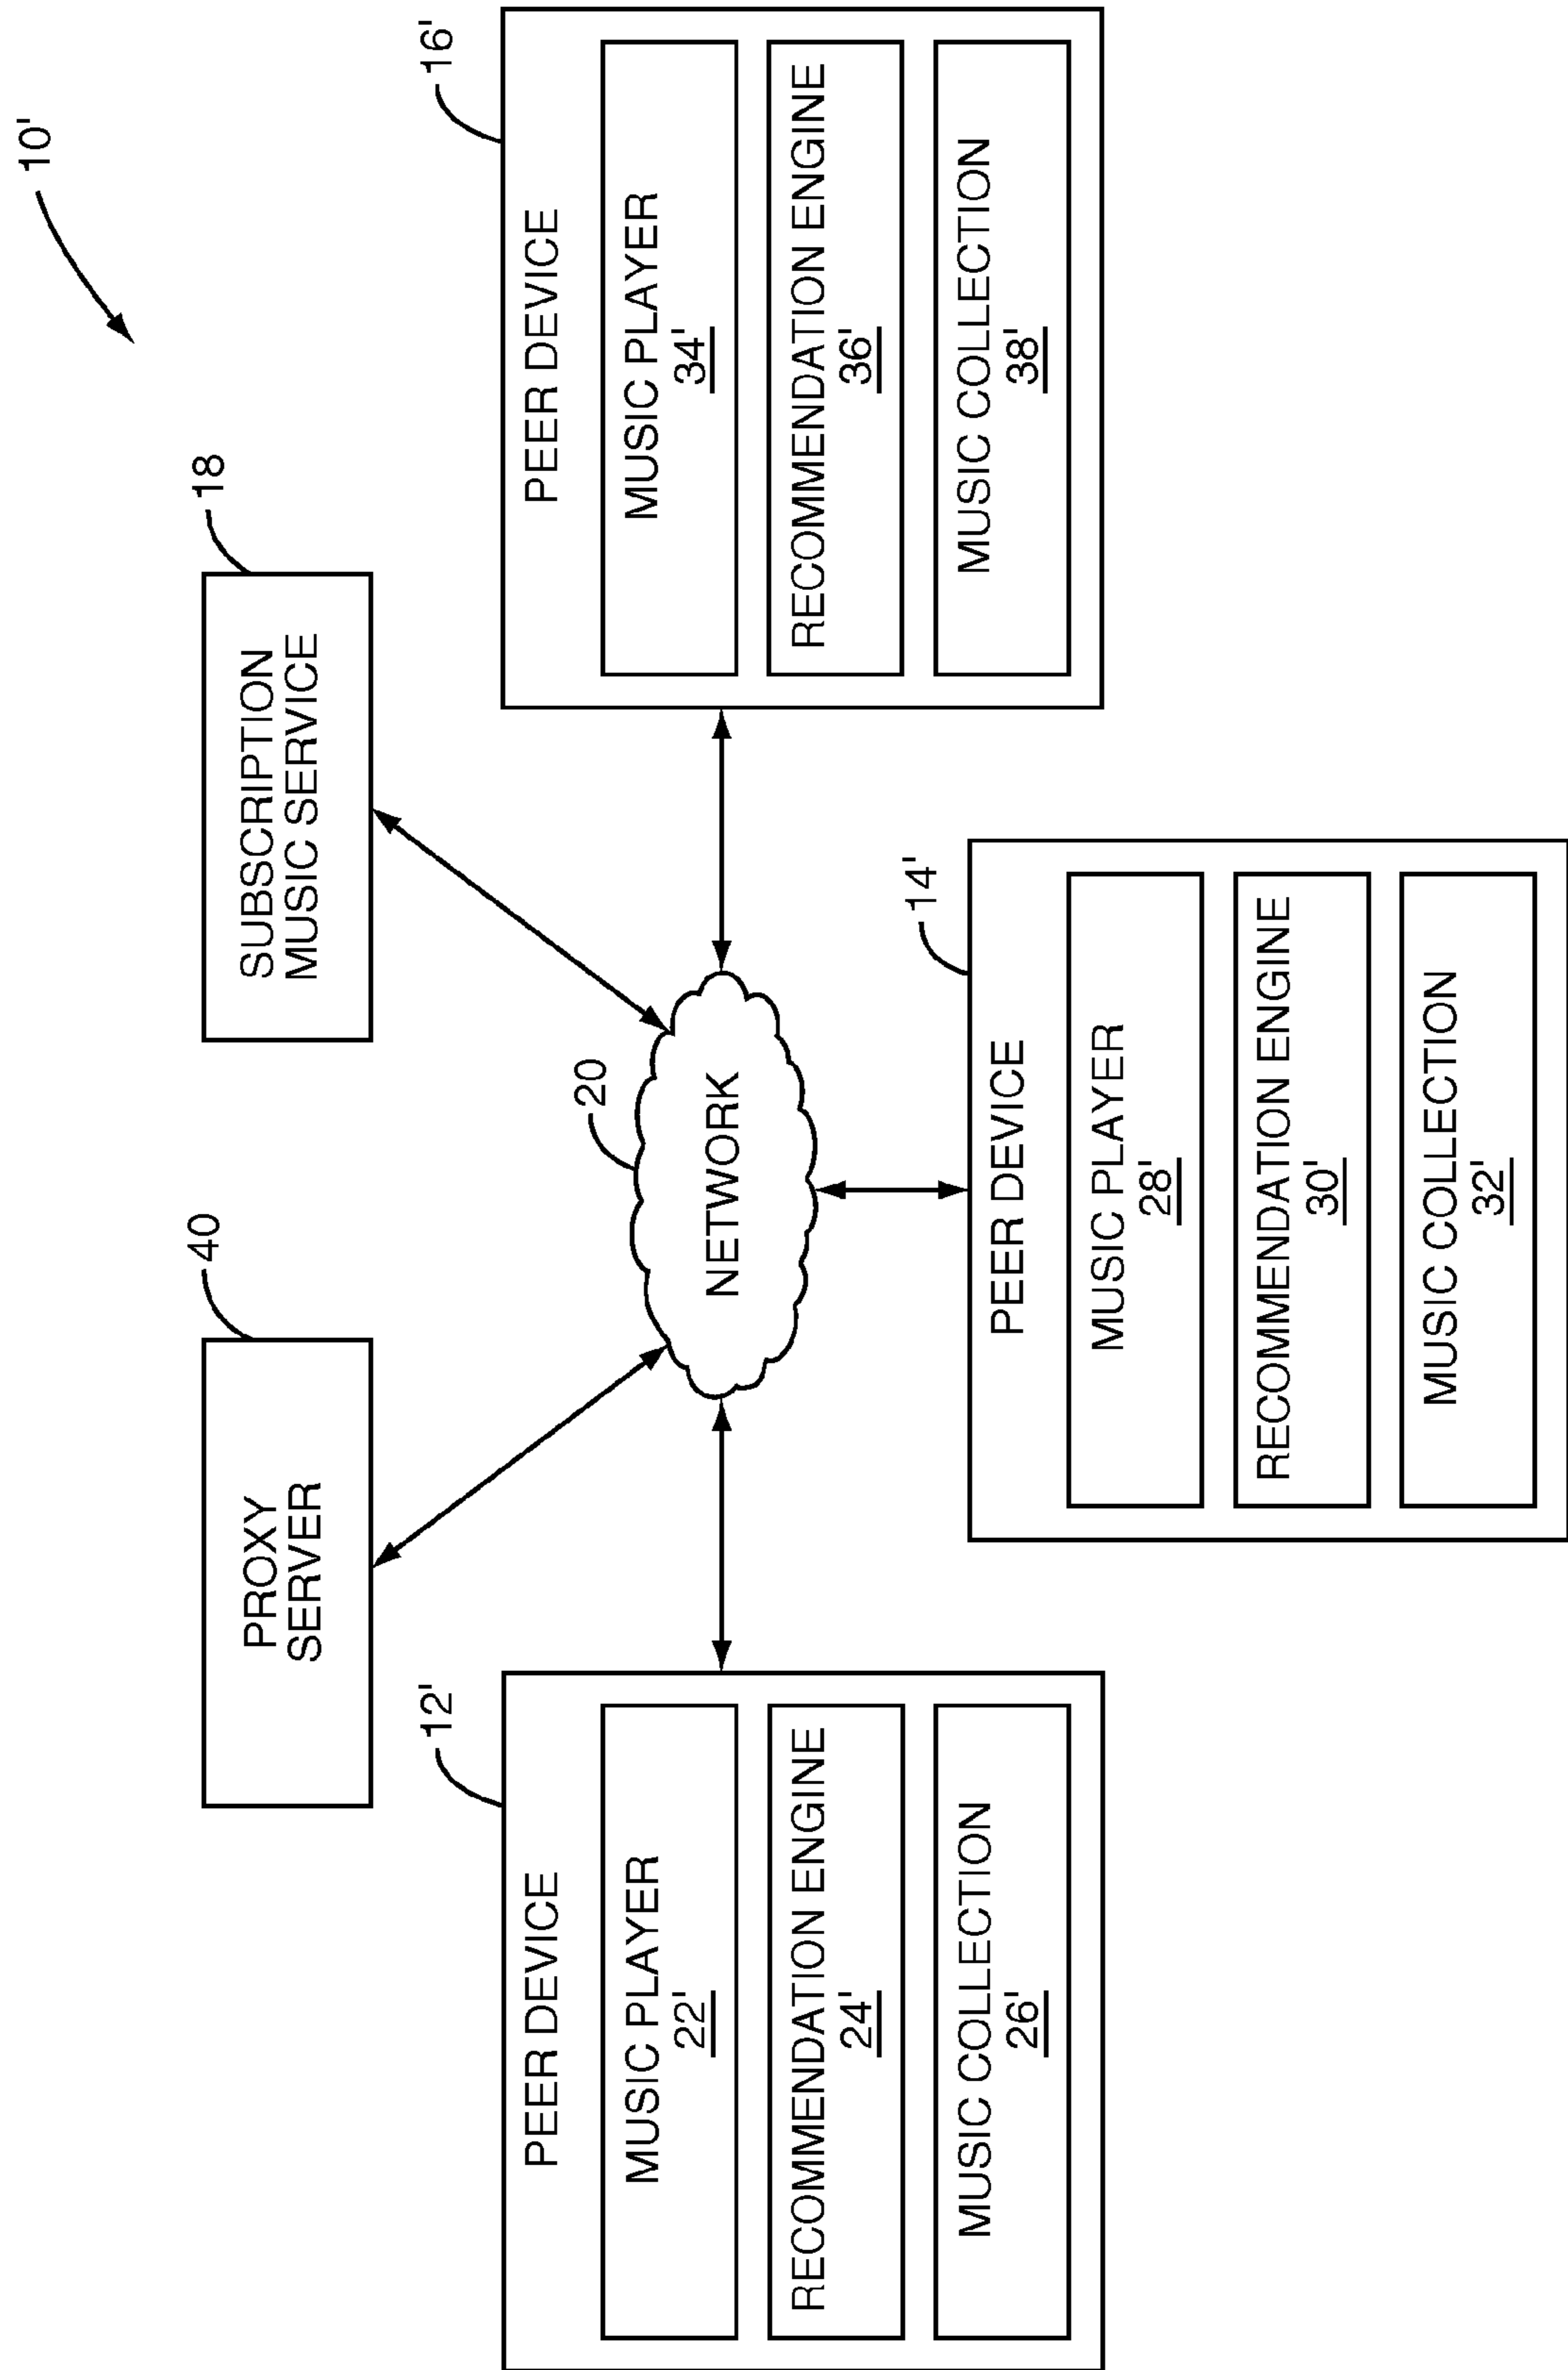 10'
PROXY
SERVER
40
SUBSCRIPTION
MUSIC SERVICE
18
20
NETWORK
12'
PEER DEVICE
MUSIC PLAYER
22'
RECOMMENDATION ENGINE
24'
MUSIC COLLECTION
26'
14'
PEER DEVICE
MUSIC PLAYER
28'
RECOMMENDATION ENGINE
30'
MUSIC COLLECTION
32'
16'
PEER DEVICE
MUSIC PLAYER
34'
RECOMMENDATION ENGINE
36'
MUSIC COLLECTION
38'